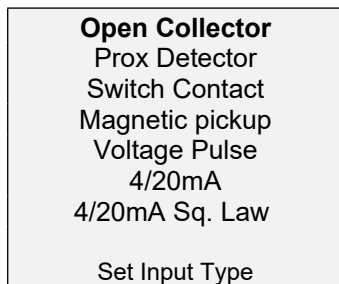 Open Collector
Prox Detector
Switch Contact
Magnetic pickup
Voltage Pulse
4/20mA
4/20mA Sq. Law
Set Input Type